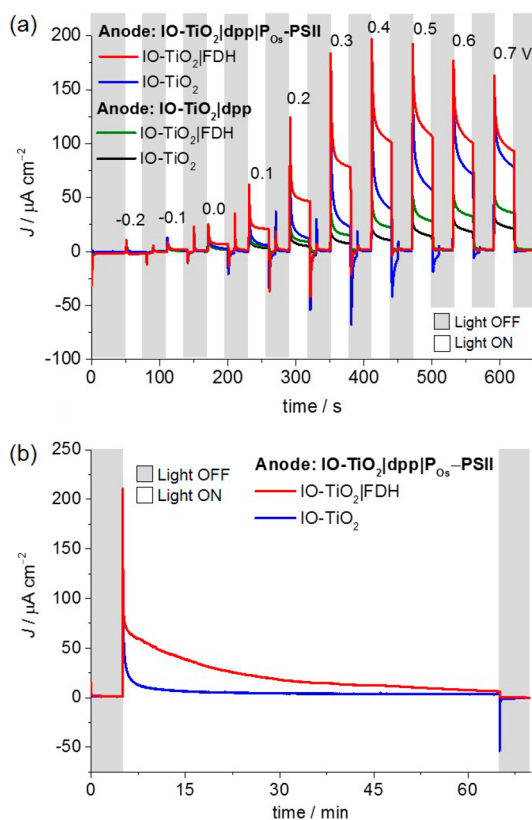 (a)
Anode: IO-TiO₂|dpp|P_Os-PSII
IO-TiO₂|FDH
IO-TiO₂
Anode: IO-TiO₂|dpp
IO-TiO₂|FDH
IO-TiO₂
-0.2 -0.1 0.0 0.1 0.2 0.3 0.4 0.5 0.6 0.7 V
Light OFF
Light ON
200
150
100
50
0
-50
-100
J / μA cm⁻²
0 100 200 300 400 500 600
time / s
(b)
Light OFF
Light ON
Anode: IO-TiO₂|dpp|P_Os–PSII
IO-TiO₂|FDH
IO-TiO₂
250
200
150
100
50
0
-50
J / μA cm⁻²
0 15 30 45 60
time / min